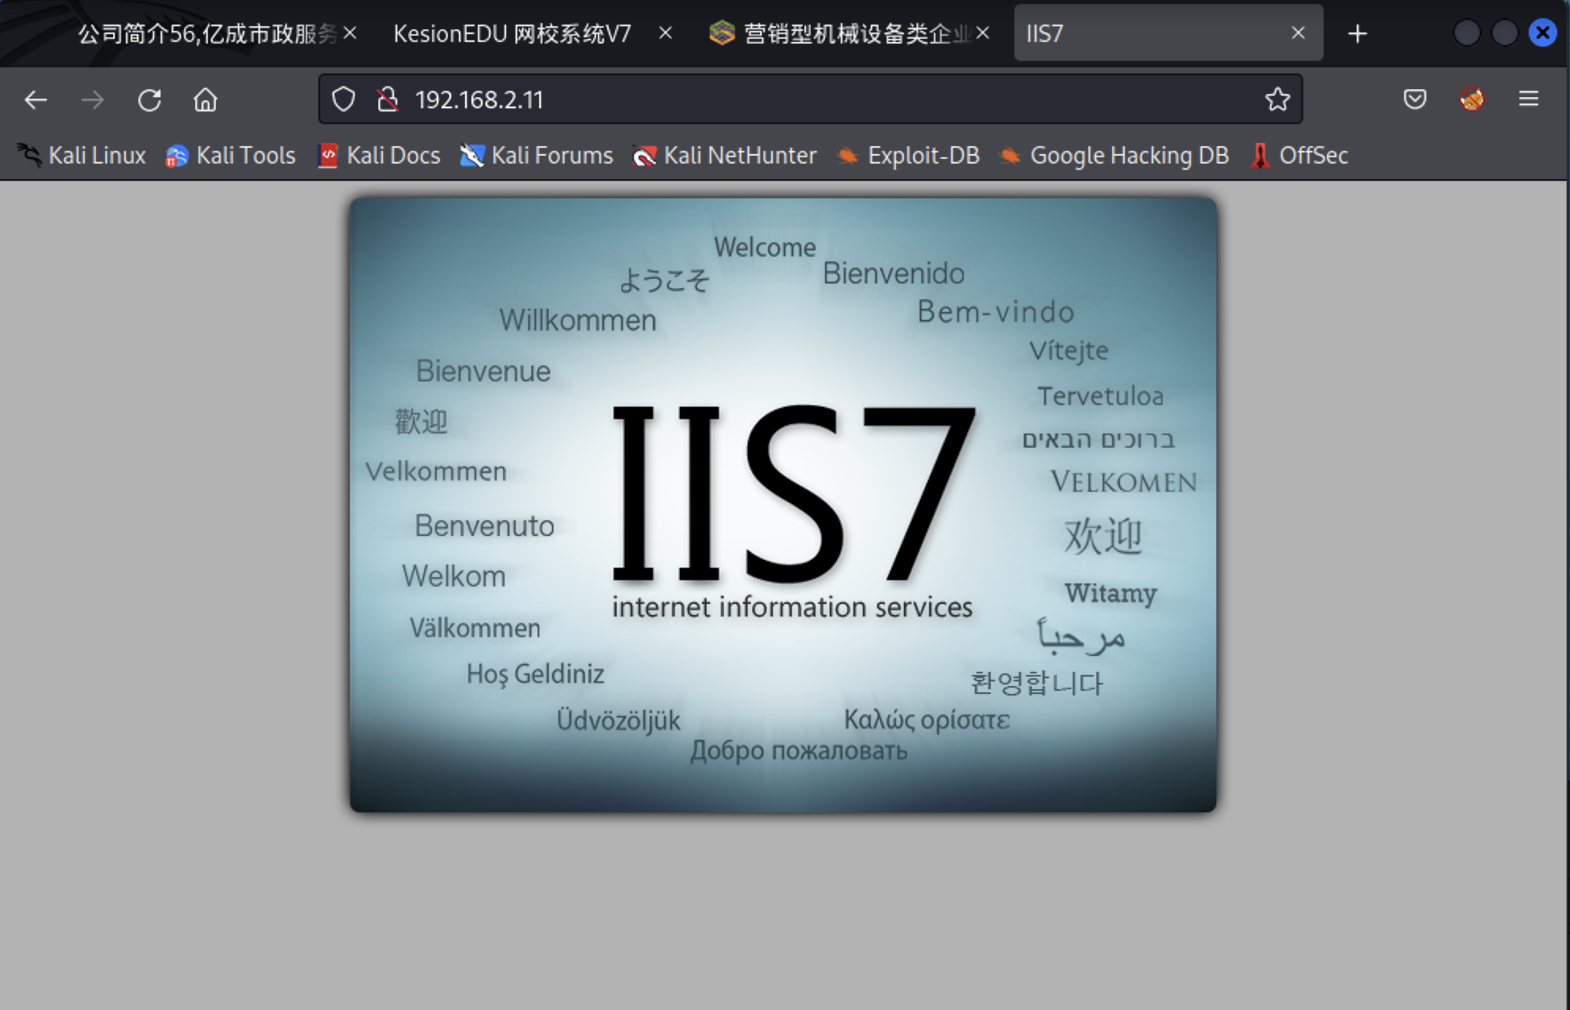 公司简介56,亿成市政服务
KesionEDU 网校系统V7
营销型机械设备类企业
IIS7
192.168.2.11
Kali Linux
Kali Tools
Kali Docs
Kali Forums
Kali NetHunter
Exploit-DB
Google Hacking DB
OffSec
Welcome
ようこそ
Bienvenido
Willkommen
Bem-vindo
Vítejte
Bienvenue
Tervetuloa
歡迎
ברוכים הבאים
Velkommen
VELKOMEN
Benvenuto
欢迎
Welkom
Witamy
Välkommen
مرحباً
Hoş Geldiniz
환영합니다
Üdvözöljük
Καλώς ορίσατε
Добро пожаловать
IIS7
internet information services